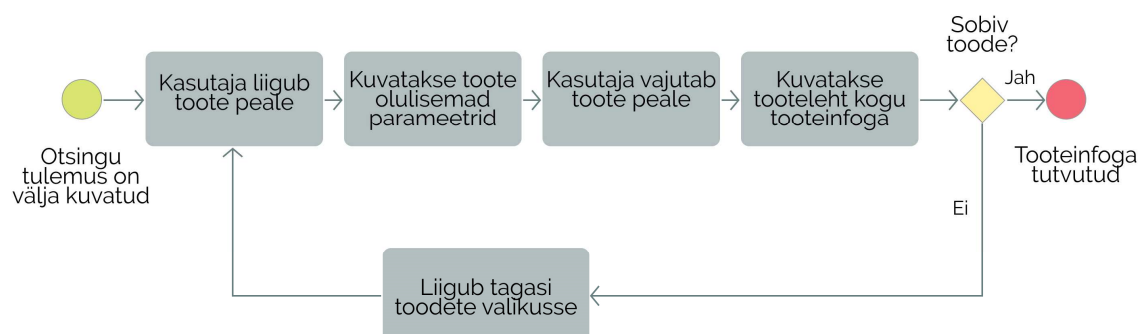 Otsingu
tulemus on
välja kuvatud
Kasutaja liigub
toote peale
Kuvatakse toote
olulisemad
parameetrid
Kasutaja vajutab
toote peale
Kuvatakse
tooteleht kogu
tooteinfoga
Sobiv
toode?
Jah
Tooteinfoga
tutvutud
Ei
Liigub tagasi
toodete valikusse